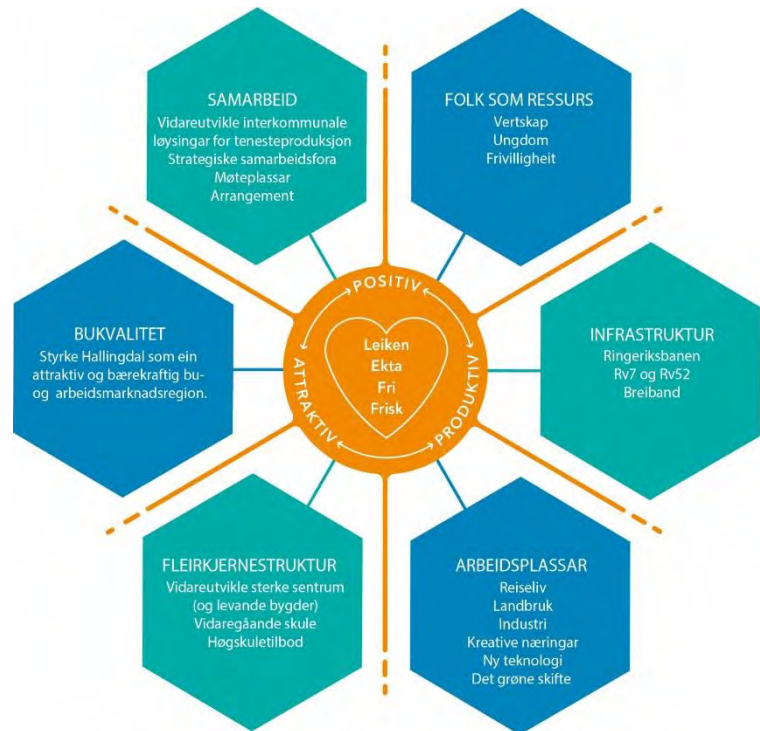 SAMARBEID
Vidareutvikle interkommunale
løysingar for tenesteproduksjon
Strategiske samarbeidsfora
Møteplassar
Arrangement
FOLK SOM RESSURS
Vertskap
Ungdom
Frivilligheit
BUKVALITET
Styrke Hallingdal som ein
attraktiv og bærekraftig bu-
og arbeidsmarknadsregion.
POSITIV
ATTRAKTIV
PRODUKTIV
Leiken
Ekta
Fri
Frisk
INFRASTRUKTUR
Ringeriksbanen
Rv7 og Rv52
Breiband
FLEIRKJERNESTRUKTUR
Vidareutvikle sterke sentrum
(og levande bygder)
Vidaregåande skule
Høgskuletilbod
ARBEIDSPLASSAR
Reiseliv
Landbruk
Industri
Kreative næringar
Ny teknologi
Det grøne skifte